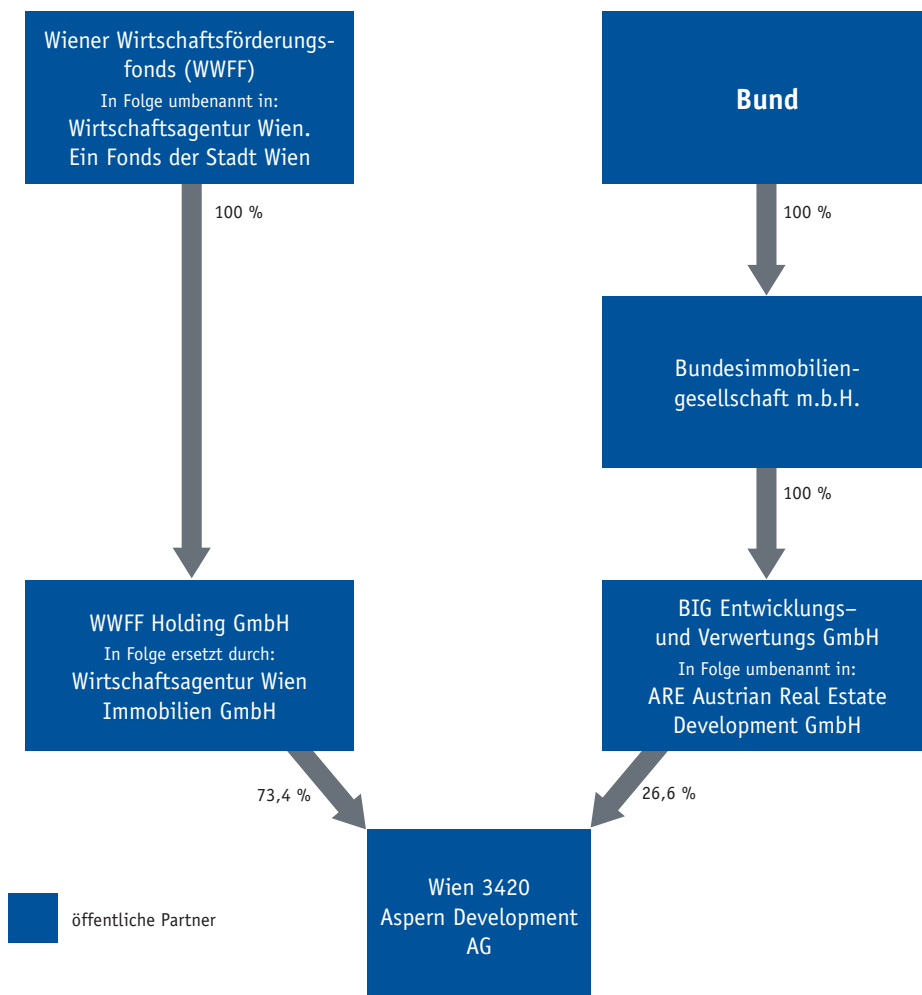 Wiener Wirtschaftsförderungs-
fonds (WWFF)
In Folge umbenannt in:
Wirtschaftsagentur Wien.
Ein Fonds der Stadt Wien
Bund
100 %
100 %
Bundesimmobilien-
gesellschaft m.b.H.
100 %
WWFF Holding GmbH
In Folge ersetzt durch:
Wirtschaftsagentur Wien
Immobilien GmbH
BIG Entwicklungs–
und Verwertungs GmbH
In Folge umbenannt in:
ARE Austrian Real Estate
Development GmbH
73,4 %
26,6 %
Wien 3420
Aspern Development
AG
öffentliche Partner